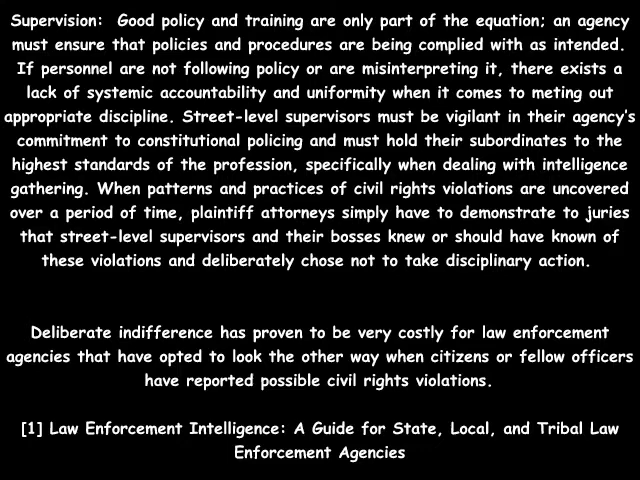 Supervision:  Good policy and training are only part of the equation; an agency
must ensure that policies and procedures are being complied with as intended.
If personnel are not following policy or are misinterpreting it, there exists a
lack of systemic accountability and uniformity when it comes to meting out
appropriate discipline. Street-level supervisors must be vigilant in their agency's
commitment to constitutional policing and must hold their subordinates to the
highest standards of the profession, specifically when dealing with intelligence
gathering. When patterns and practices of civil rights violations are uncovered
over a period of time, plaintiff attorneys simply have to demonstrate to juries
that street-level supervisors and their bosses knew or should have known of
these violations and deliberately chose not to take disciplinary action.
Deliberate indifference has proven to be very costly for law enforcement
agencies that have opted to look the other way when citizens or fellow officers
have reported possible civil rights violations.
[1] Law Enforcement Intelligence: A Guide for State, Local, and Tribal Law
Enforcement Agencies